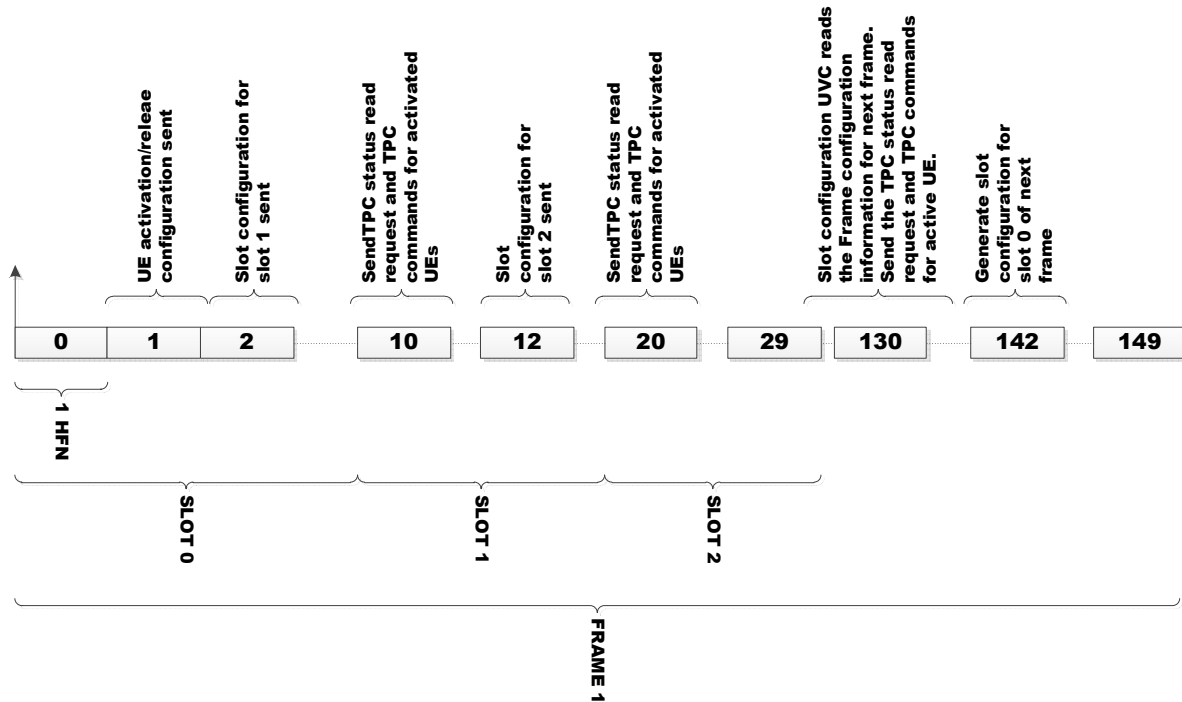 UE activation/releae
configuration sent
Slot configuration for
slot 1 sent
SendTPC status read
request and TPC
commands for activated
UEs
Slot
configuration for
slot 2 sent
SendTPC status read
request and TPC
commands for activated
UEs
Slot configuration UVC reads
the Frame configuration
information for next frame.
Send the TPC status read
request and TPC commands
for active UE.
Generate slot
configuration for
slot 0 of next
frame
0
1
2
10
12
20
29
130
142
149
1 HFN
SLOT 0
SLOT 1
SLOT 2
FRAME 1